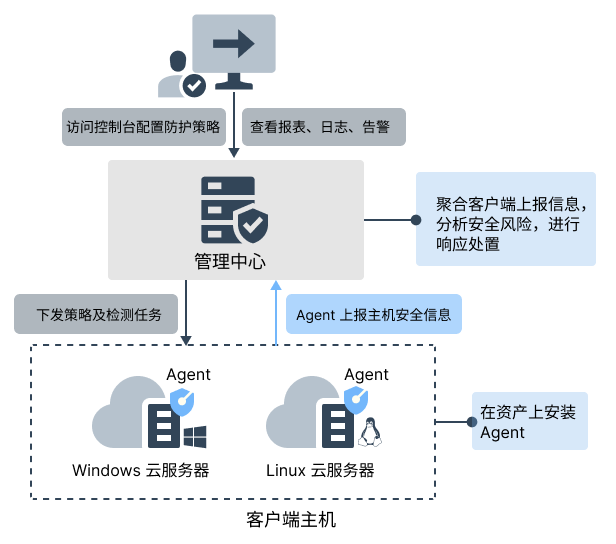 访问控制台配置防护策略
查看报表、日志、告警
管理中心
聚合客户端上报信息，
分析安全风险，进行
响应处置
下发策略及检测任务
Agent 上报主机安全信息
Agent
Agent
Windows 云服务器
Linux 云服务器
在资产上安装
Agent
客户端主机